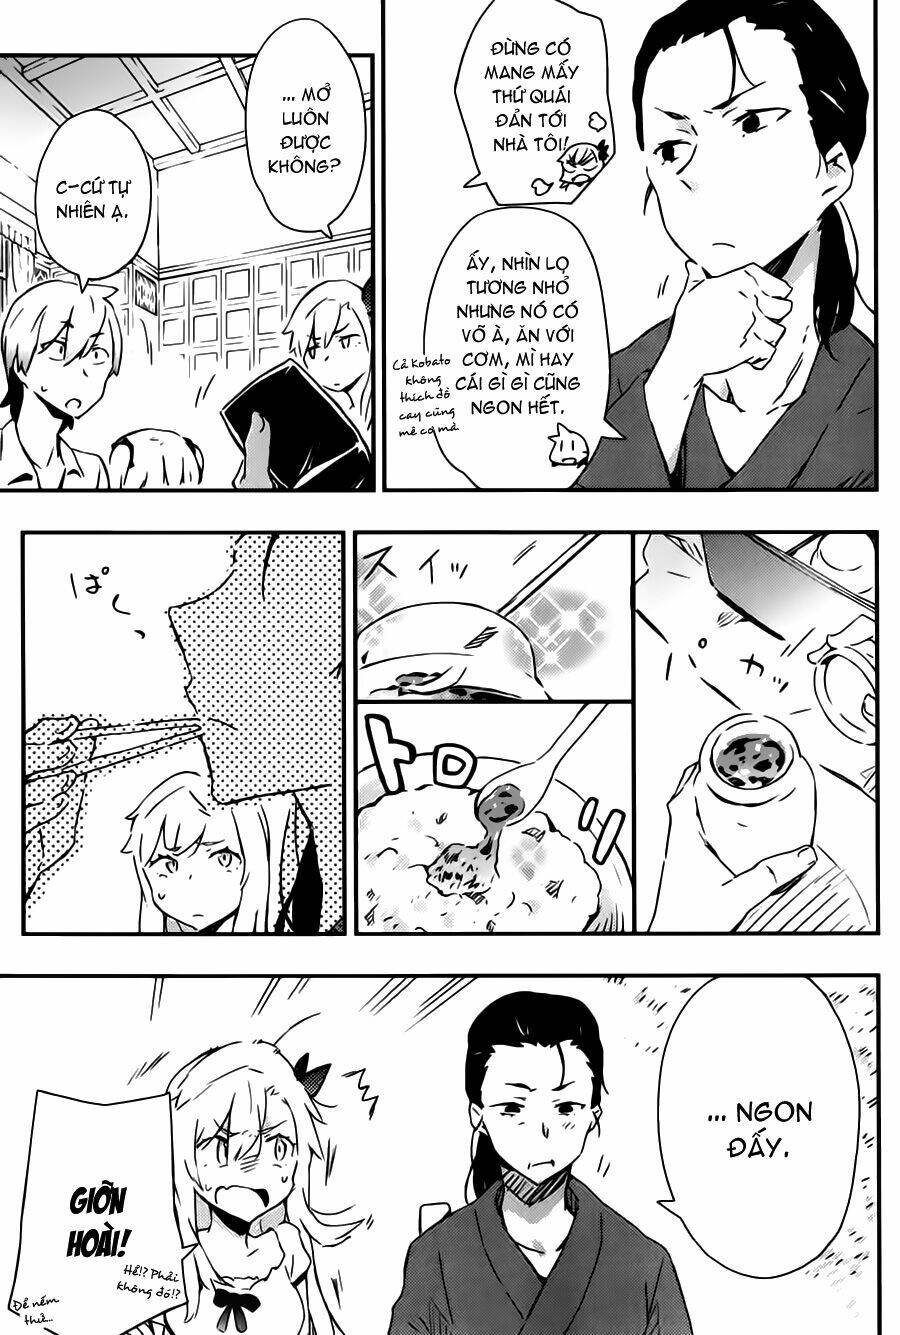 ĐỪNG CÓ
MANG MẤY
THỨ QUÁI
ĐẢN TỚI
NHÀ TÔI!
ẤY, NHÌN LỌ
TƯƠNG NHỎ
NHƯNG NÓ CÓ
VÕ À, ĂN VỚI
CƠM, MÌ HAY
CÁI GÌ GÌ CŨNG
NGON HẾT.
Cả Kobato
không
thích đồ
cay cũng
mê cơ mà.
... MỞ
LUÔN
ĐƯỢC
KHÔNG?
C-CỨ TỰ
NHIÊN Ạ.
パカッ
スイッ
トロリ
ぱくっ
... NGON
ĐẤY.
GIỠN
HOÀI!
Hể!? Phải
không đó!?
Để nếm
thử...